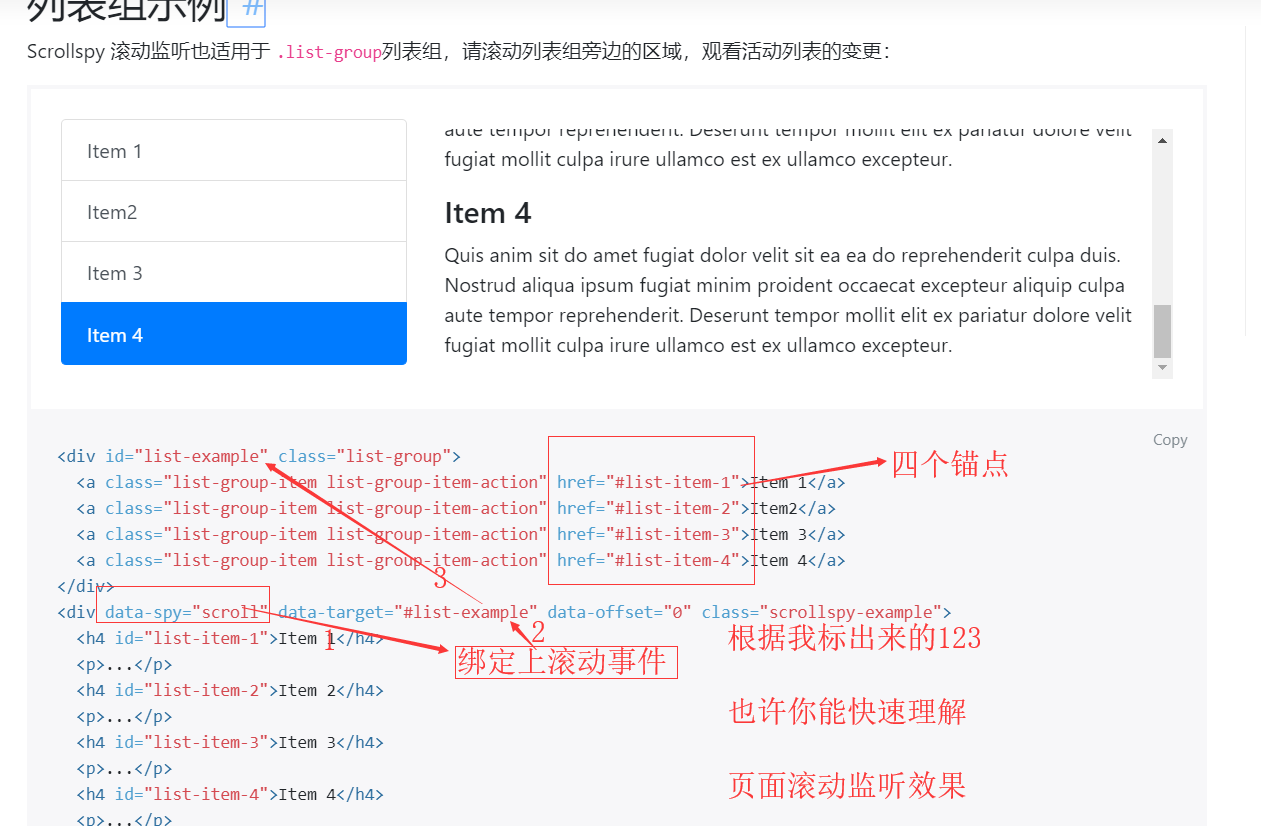 列表组示例 #
Scrollspy 滚动监听也适用于 .list-group列表组，请滚动列表组旁边的区域，观看活动列表的变更：
Item 1
Item2
Item 3
Item 4
aute tempor reprehenderit. Deserunt tempor mollit elit ex pariatur dolore velit
fugiat mollit culpa irure ullamco est ex ullamco excepteur.
Item 4
Quis anim sit do amet fugiat dolor velit sit ea ea do reprehenderit culpa duis.
Nostrud aliqua ipsum fugiat minim proident occaecat excepteur aliquip culpa
aute tempor reprehenderit. Deserunt tempor mollit elit ex pariatur dolore velit
fugiat mollit culpa irure ullamco est ex ullamco excepteur.
Copy
<div id="list-example" class="list-group">
<a class="list-group-item list-group-item-action" href="#list-item-1">Item 1</a>
四个锚点
<a class="list-group-item list-group-item-action" href="#list-item-2">Item2</a>
<a class="list-group-item list-group-item-action" href="#list-item-3">Item 3</a>
<a class="list-group-item list-group-item-action" href="#list-item-4">Item 4</a>
3
</div>
<div data-spy="scroll" data-target="#list-example" data-offset="0" class="scrollspy-example">
<h4 id="list-item-1">Item 1</h4>
1
2
根据我标出来的123
<p>...</p>
绑定上滚动事件
<h4 id="list-item-2">Item 2</h4>
<p>...</p>
也许你能快速理解
<h4 id="list-item-3">Item 3</h4>
<p>...</p>
页面滚动监听效果
<h4 id="list-item-4">Item 4</h4>
<p>...</p>